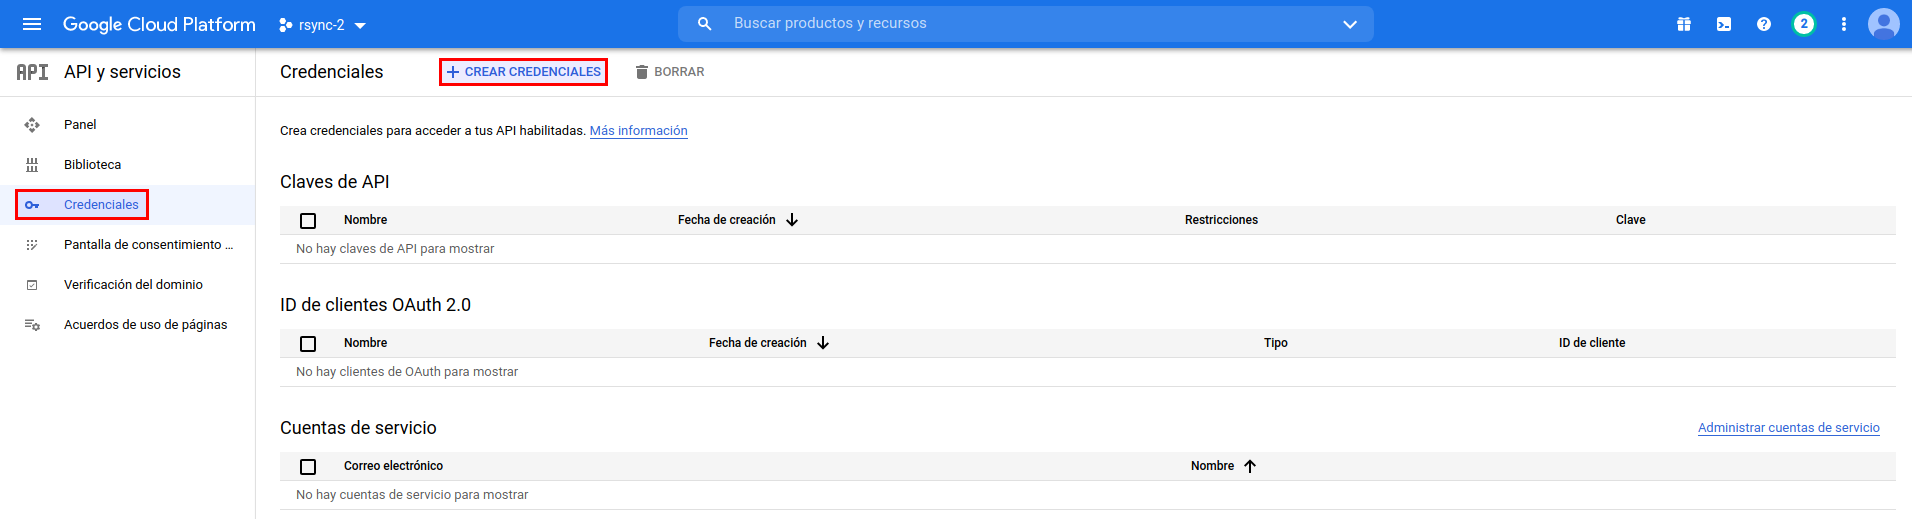 Google Cloud Platform rsync-2 Buscar productos y recursos 2
API API y servicios Credenciales + CREAR CREDENCIALES BORRAR
Panel
Biblioteca
Credenciales
Pantalla de consentimiento ...
Verificación del dominio
Acuerdos de uso de páginas
Crea credenciales para acceder a tus API habilitadas. Más información
Claves de API
Nombre Fecha de creación Restricciones Clave
No hay claves de API para mostrar
ID de clientes OAuth 2.0
Nombre Fecha de creación Tipo ID de cliente
No hay clientes de OAuth para mostrar
Cuentas de servicio Administrar cuentas de servicio
Correo electrónico Nombre
No hay cuentas de servicio para mostrar